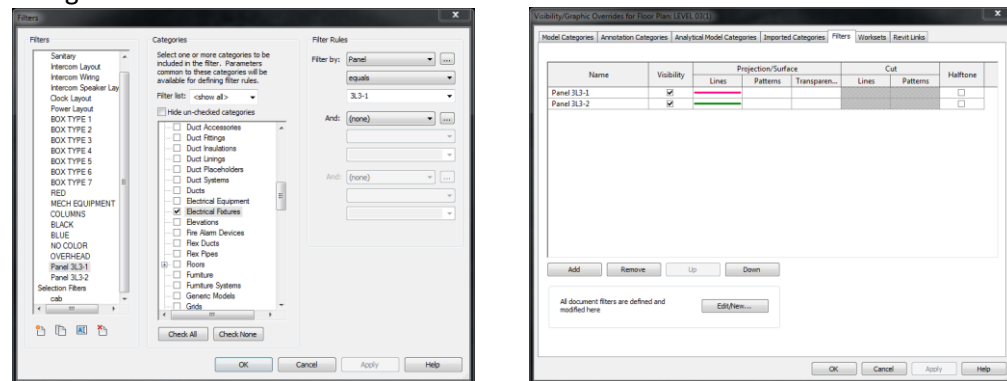 Filters
Filters
Sanitary
Intercom Layout
Intercom Wiring
Intercom Speaker Lay
Clock Layout
Power Layout
BOX TYPE 1
BOX TYPE 2
BOX TYPE 3
BOX TYPE 4
BOX TYPE 5
BOX TYPE 6
BOX TYPE 7
RED
MECH EQUIPMENT
COLUMNS
BLACK
BLUE
NO COLOR
OVERHEAD
Panel 3L3-1
Panel 3L3-2
Selection Filters
cab
Categories
Select one or more categories to be
included in the filter. Parameters
common to these categories will be
available for defining filter rules.
Filter list: <show all>
Hide un-checked categories
Duct Accessories
Duct Fittings
Duct Insulations
Duct Linings
Duct Placeholders
Duct Systems
Ducts
Electrical Equipment
Electrical Fixtures
Elevations
Fire Alarm Devices
Flex Ducts
Flex Pipes
Floors
Furniture
Furniture Systems
Generic Models
Grids
Check All Check None
Filter Rules
Filter by: Panel ...
equals
3L3-1
And: (none) ...
And: (none) ...
OK Cancel Apply Help
Visibility/Graphic Overrides for Floor Plan: LEVEL 03(1)
Model Categories Annotation Categories Analytical Model Categories Imported Categories Filters Worksets Revit Links
Name Visibility Projection/Surface Cut Halftone
Lines Patterns Transparen... Lines Patterns
Panel 3L3-1
Panel 3L3-2
Add Remove Up Down
All document filters are defined and
modified here
Edit/New...
OK Cancel Apply Help